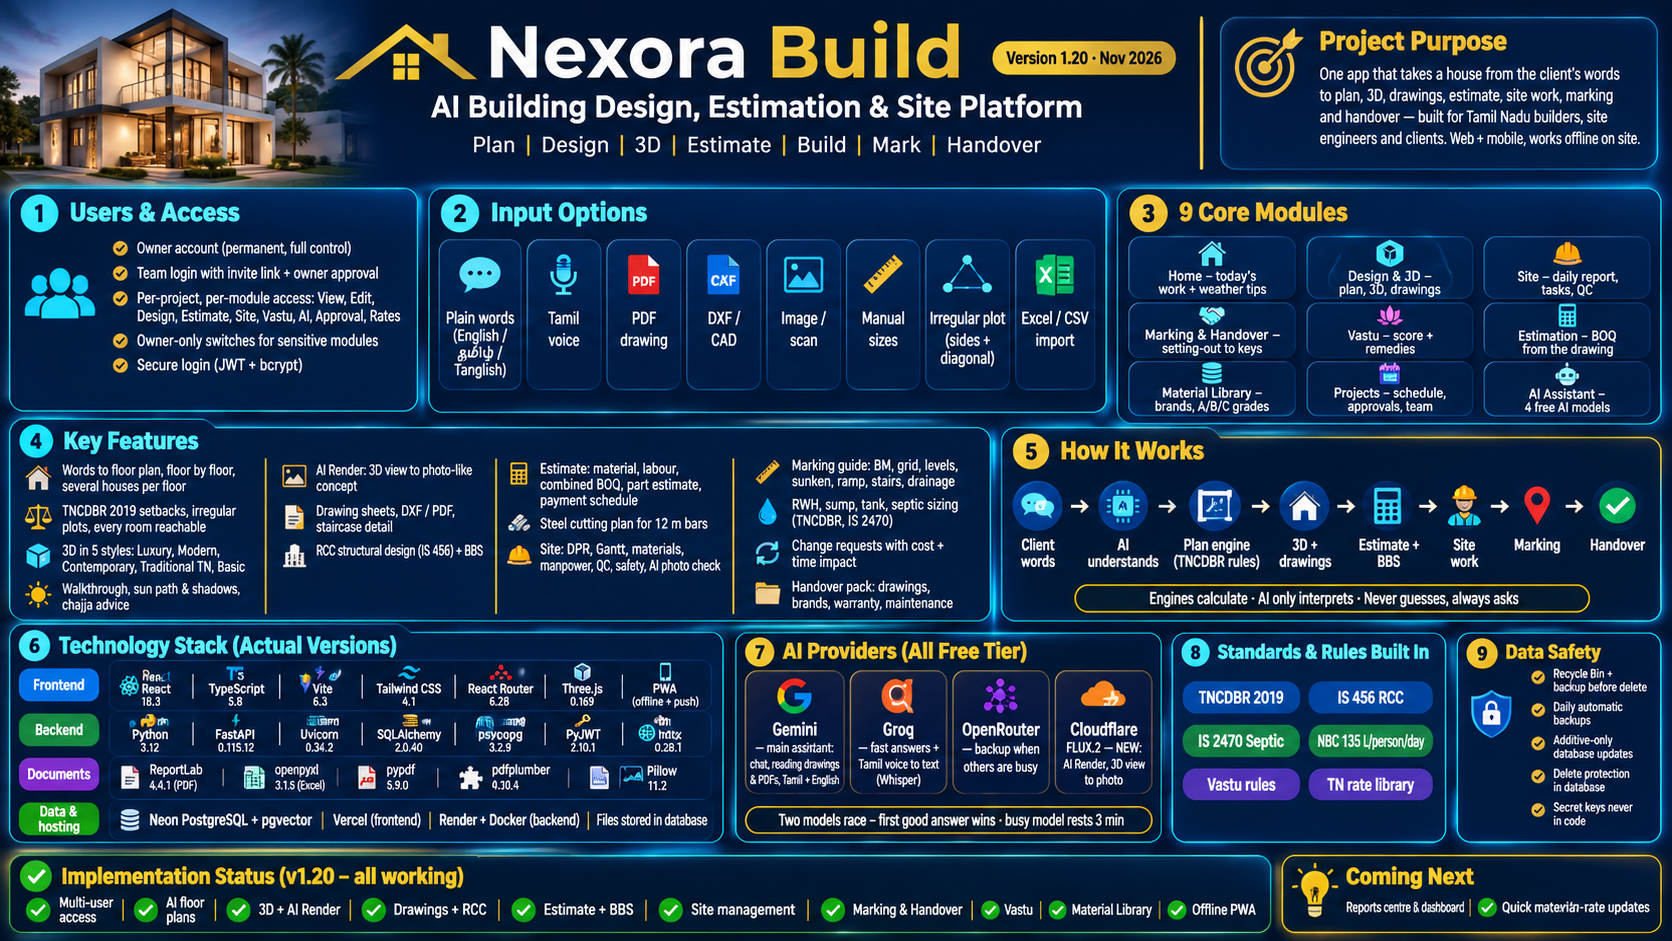 Nexora Build
Version 1.20 · Nov 2026
AI Building Design, Estimation & Site Platform
Plan | Design | 3D | Estimate | Build | Mark | Handover
Project Purpose
One app that takes a house from the client's words
to plan, 3D, drawings, estimate, site work, marking
and handover — built for Tamil Nadu builders, site
engineers and clients. Web + mobile, works offline on site.
1 Users & Access
Owner account (permanent, full control)
Team login with invite link + owner approval
Per-project, per-module access: View, Edit,
Design, Estimate, Site, Vastu, AI, Approval, Rates
Owner-only switches for sensitive modules
Secure login (JWT + bcrypt)
2 Input Options
Plain words
(English /
தமிழ் /
Tanglish)
Tamil
voice
PDF
PDF
drawing
CXF
DXF /
CAD
Image /
scan
Manual
sizes
Irregular plot
(sides +
diagonal)
X
Excel / CSV
import
3 9 Core Modules
Home – today's
work + weather tips
Design & 3D –
plan, 3D, drawings
Site – daily report,
tasks, QC
Marking & Handover –
setting-out to keys
Vastu – score +
remedies
Estimation – BOQ
from the drawing
Material Library –
brands, A/B/C grades
Projects – schedule,
approvals, team
AI Assistant –
4 free AI models
4 Key Features
Words to floor plan, floor by floor,
several houses per floor
TNCDBR 2019 setbacks, irregular
plots, every room reachable
3D in 5 styles: Luxury, Modern,
Contemporary, Traditional TN, Basic
Walkthrough, sun path & shadows,
chajja advice
AI Render: 3D view to photo-like
concept
Drawing sheets, DXF / PDF,
staircase detail
RCC structural design (IS 456) + BBS
Estimate: material, labour,
combined BOQ, part estimate,
payment schedule
Steel cutting plan for 12 m bars
Site: DPR, Gantt, materials,
manpower, QC, safety, AI photo check
Marking guide: BM, grid, levels,
sunken, ramp, stairs, drainage
RWH, sump, tank, septic sizing
(TNCDBR, IS 2470)
Change requests with cost +
time impact
Handover pack: drawings,
brands, warranty, maintenance
5 How It Works
Client
words
AI
AI
understands
Plan engine
(TNCDBR rules)
3D +
drawings
Estimate +
BBS
Site
work
Marking
Handover
Engines calculate · AI only interprets · Never guesses, always asks
6 Technology Stack (Actual Versions)
Frontend
React
18.3
TS
TypeScript
5.8
Vite
6.3
Tailwind CSS
4.1
React Router
6.28
Three.js
0.169
PWA
(offline + push)
Backend
Python
3.12
FastAPI
0.115.12
Uvicorn
0.34.2
SQLAlchemy
2.0.40
psycopg
3.2.9
PyJWT
2.10.1
0.28.1
Documents
ReportLab
4.4.1 (PDF)
openpyxl
3.1.5 (Excel)
pypdf
5.9.0
pdfplumber
4.10.4
Pillow
11.2
Data &
hosting
Neon PostgreSQL + pgvector | Vercel (frontend) | Render + Docker (backend) | Files stored in database
7 AI Providers (All Free Tier)
Gemini
— main assistant:
chat, reading drawings
& PDFs, Tamil + English
Groq
— fast answers +
Tamil voice to text
(Whisper)
OpenRouter
— backup when
others are busy
Cloudflare
FLUX.2 — NEW:
AI Render, 3D view
to photo
Two models race – first good answer wins · busy model rests 3 min
8 Standards & Rules Built In
TNCDBR 2019
IS 456 RCC
IS 2470 Septic
NBC 135 L/person/day
Vastu rules
TN rate library
9 Data Safety
Recycle Bin +
backup before delete
Daily automatic
backups
Additive-only
database updates
Delete protection
in database
Secret keys never
in code
Implementation Status (v1.20 – all working)
Multi-user
access
AI floor
plans
3D + AI Render
Drawings + RCC
Estimate + BBS
Site management
Marking & Handover
Vastu
Material Library
Offline PWA
Coming Next
Reports centre & dashboard
Quick material-rate updates